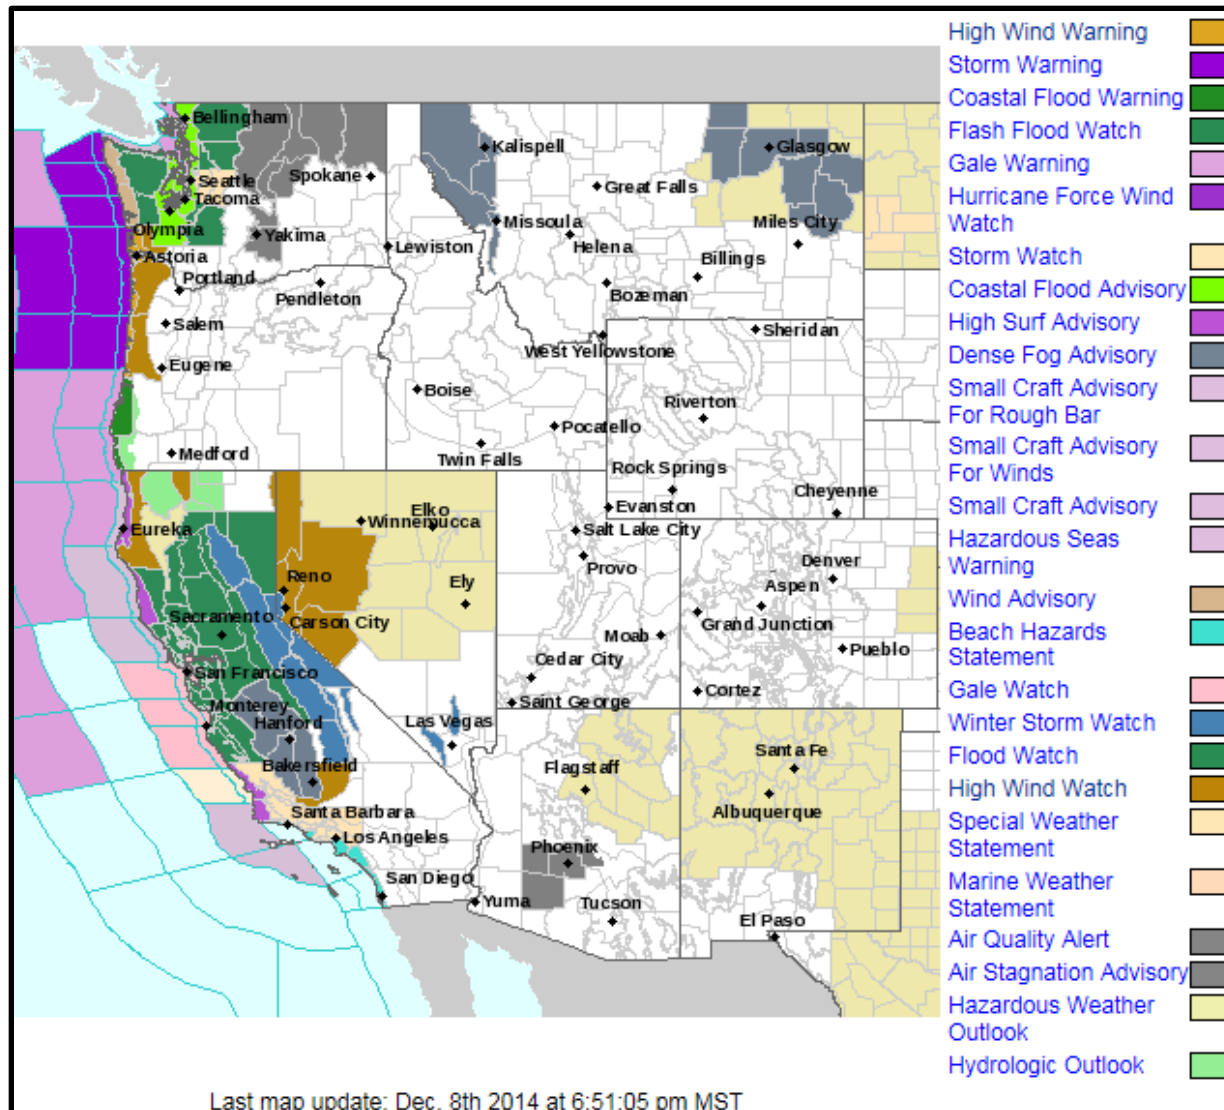 High Wind Warning
Storm Warning
Coastal Flood Warning
Flash Flood Watch
Gale Warning
Hurricane Force Wind
Watch
Storm Watch
Coastal Flood Advisory
High Surf Advisory
Dense Fog Advisory
Small Craft Advisory
For Rough Bar
Small Craft Advisory
For Winds
Small Craft Advisory
Hazardous Seas
Warning
Wind Advisory
Beach Hazards
Statement
Gale Watch
Winter Storm Watch
Flood Watch
High Wind Watch
Special Weather
Statement
Marine Weather
Statement
Air Quality Alert
Air Stagnation Advisory
Hazardous Weather
Outlook
Hydrologic Outlook
Bellingham
Kalispell
Glasgow
Spokane
Seattle
Great Falls
Tacoma
Missoula
Miles City
Olympia
Yakima
Lewiston
Helena
Astoria
Billings
Portland
Pendleton
Bozeman
Salem
Sheridan
West Yellowstone
Eugene
Boise
Riverton
Pocatello
Medford
Twin Falls
Rock Springs
Cheyenne
Elko
Evanston
Eureka
Winnemucca
Salt Lake City
Denver
Provo
Reno
Ely
Aspen
Sacramento
Carson City
Grand Junction
Moab
Pueblo
San Francisco
Cedar City
Cortez
Monterey
Saint George
Hanford
Las Vegas
Santa Fe
Bakersfield
Flagstaff
Albuquerque
Santa Barbara
Los Angeles
Phoenix
San Diego
Yuma
Tucson
El Paso
Last map update: Dec. 8th 2014 at 6:51:05 pm MST